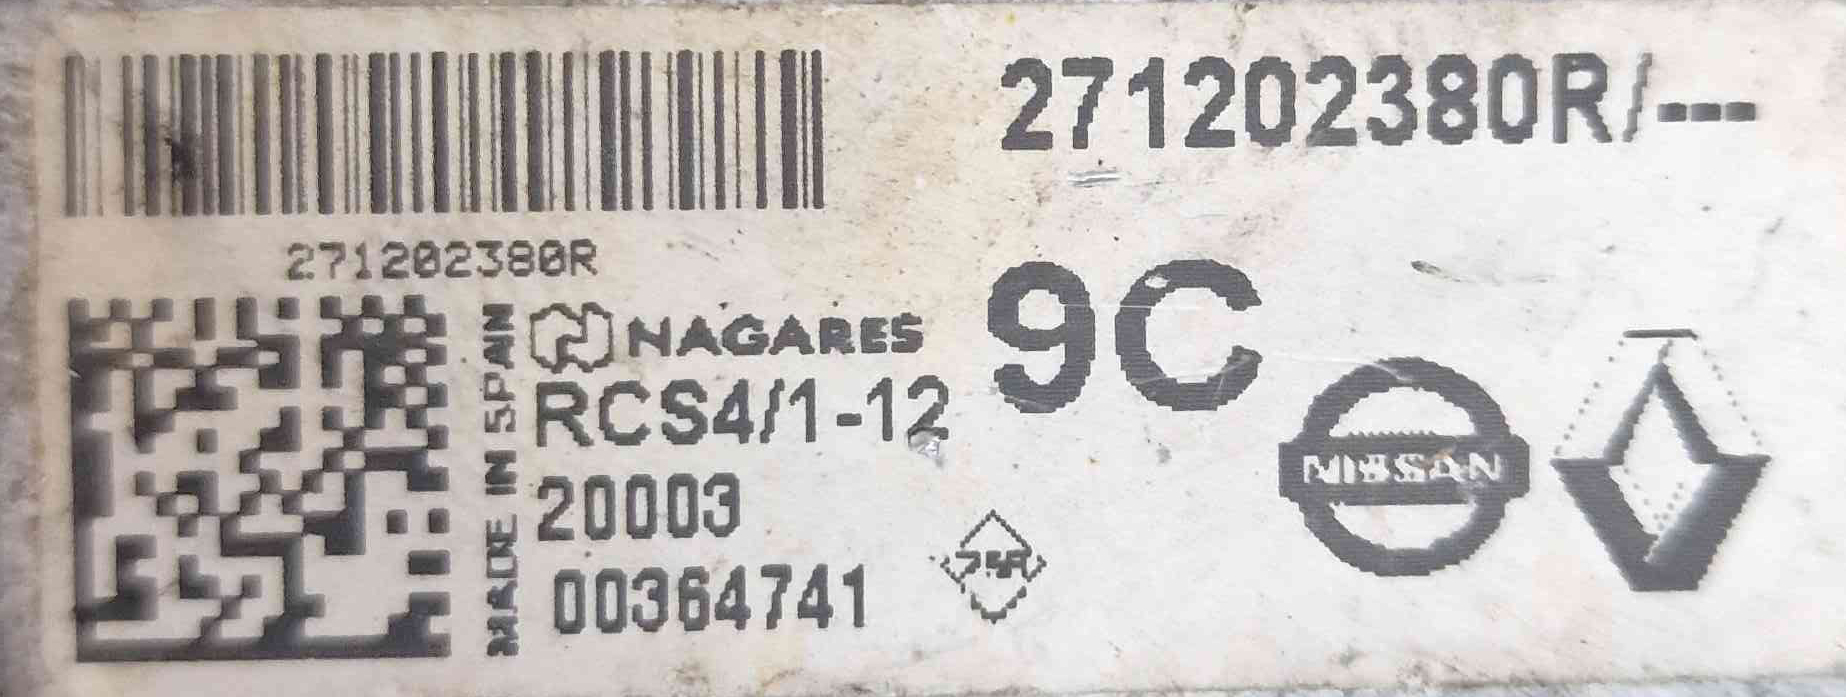 271202380R/---
271202380R
9C
MADE IN SPAIN
NAGARES
RCS4/1-12
20003
00364741
75R
NISSAN